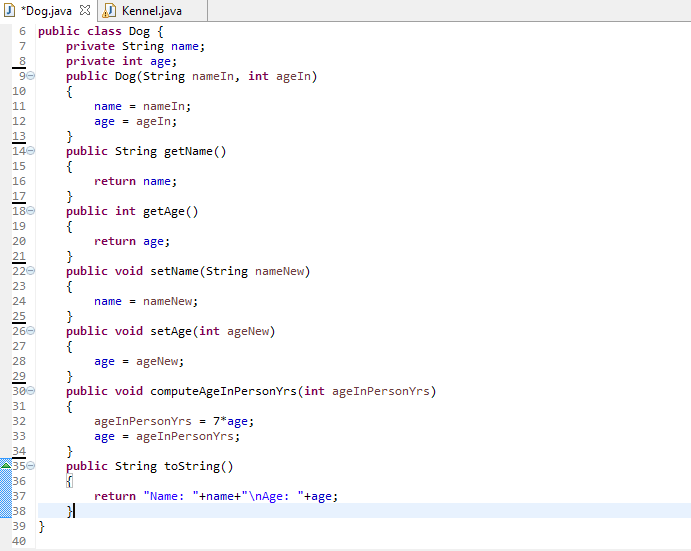 *Dog.java Kennel.java
6 public class Dog {
7     private String name;
8     private int age;
9     public Dog(String nameIn, int ageIn)
10     {
11         name = nameIn;
12         age = ageIn;
13     }
14     public String getName()
15     {
16         return name;
17     }
18     public int getAge()
19     {
20         return age;
21     }
22     public void setName(String nameNew)
23     {
24         name = nameNew;
25     }
26     public void setAge(int ageNew)
27     {
28         age = ageNew;
29     }
30     public void computeAgeInPersonYrs(int ageInPersonYrs)
31     {
32         ageInPersonYrs = 7*age;
33         age = ageInPersonYrs;
34     }
35     public String toString()
36     {
37         return "Name: "+name+"\nAge: "+age;
38     }
39 }
40